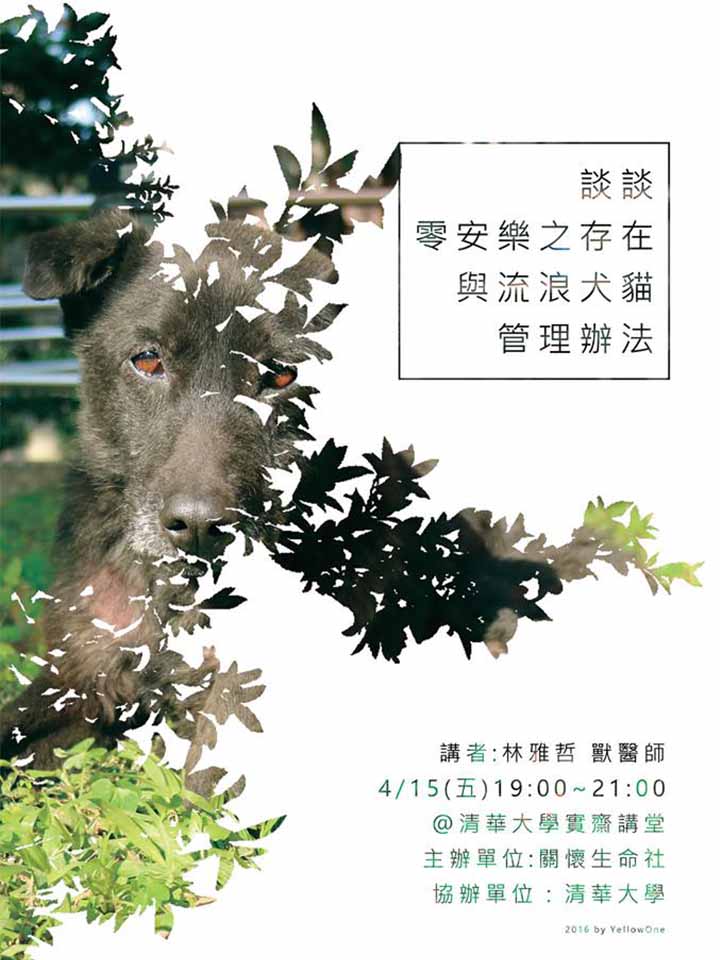 談談
零安樂之存在
與流浪犬貓
管理辦法
講者:林雅哲 獸醫師
4/15(五)19:00~21:00
@清華大學實齋講堂
主辦單位:關懷生命社
協辦單位:清華大學
2016 by YellowOne